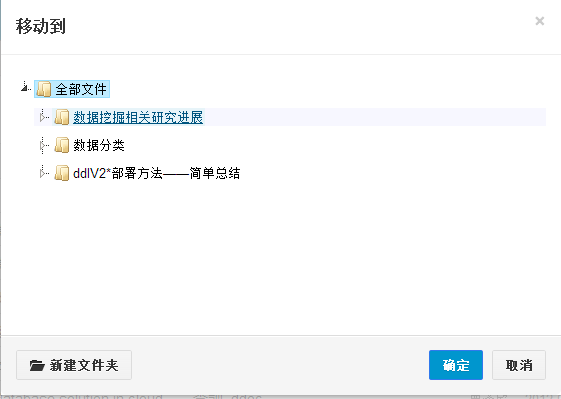 移动到
×
全部文件
数据挖掘相关研究进展
数据分类
ddlV2*部署方法——简单总结
新建文件夹
确定
取消